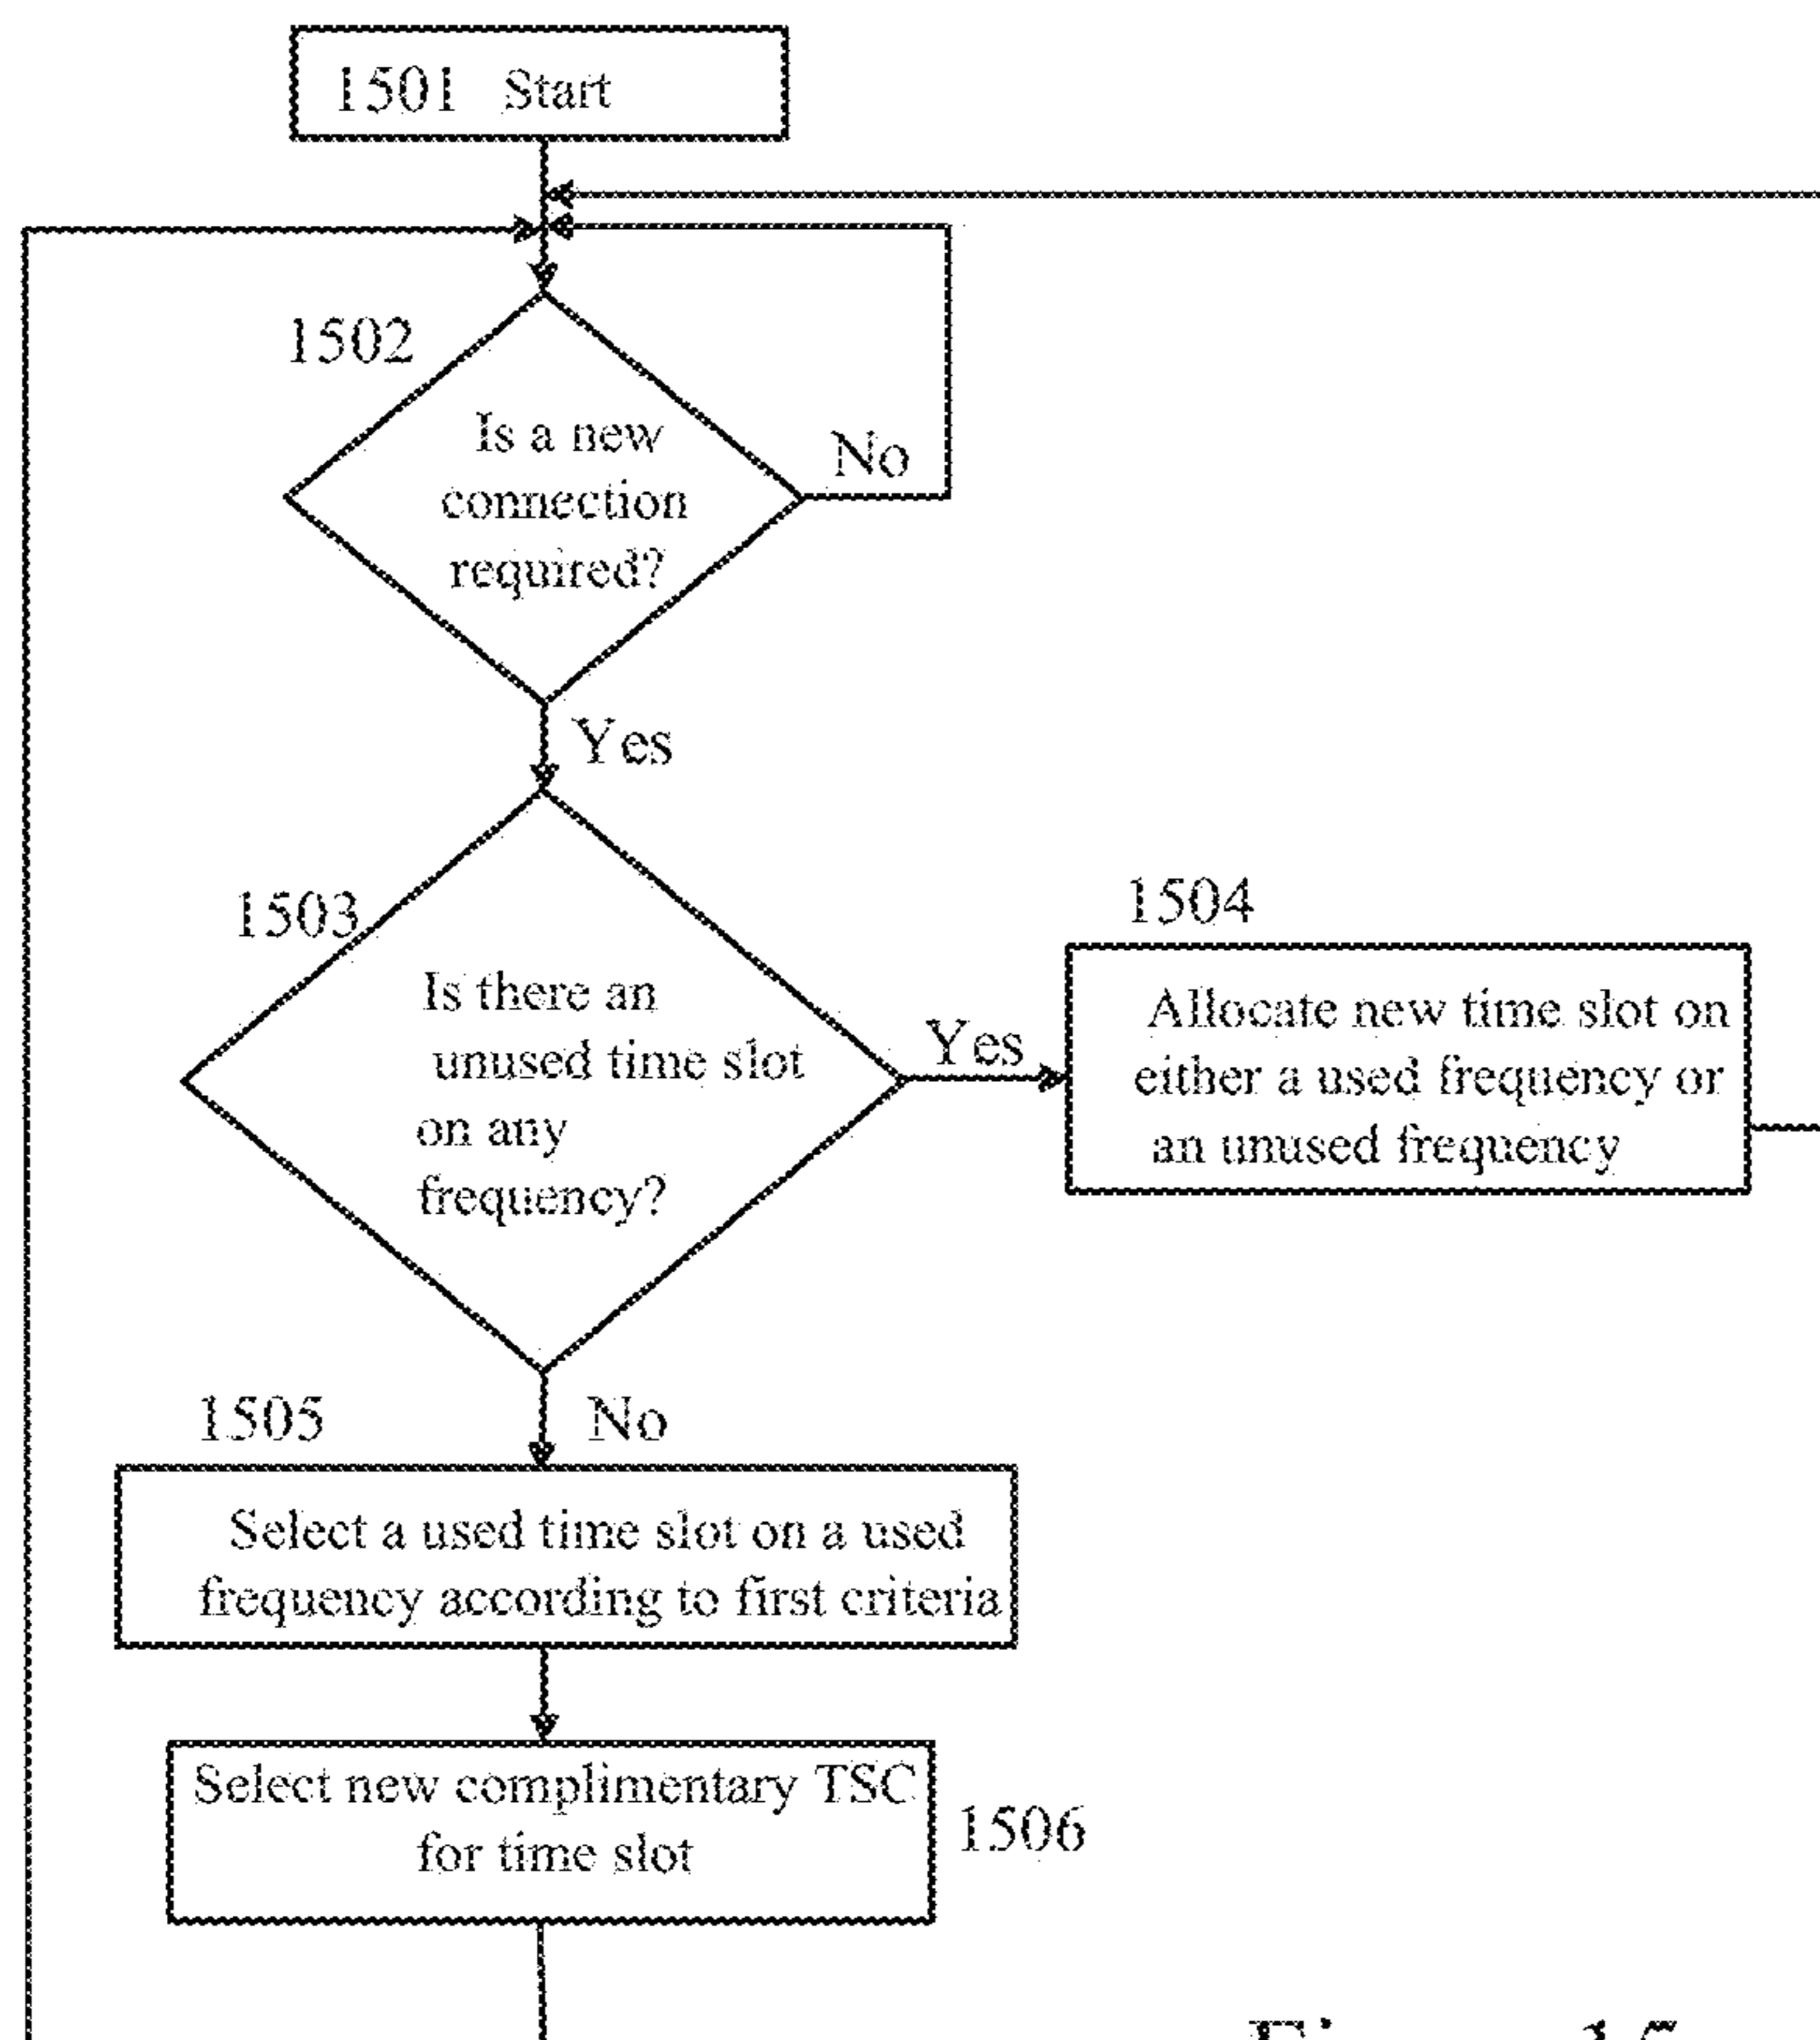 1501 Start
1502
Is a new
connection
required?
No
Yes
1503
Is there an
unused time slot
on any
frequency?
Yes
1504
Allocate new time slot on
either a used frequency or
an unused frequency
1505
No
Select a used time slot on a used
frequency according to first criteria
Select new complimentary TSC
for time slot
1506